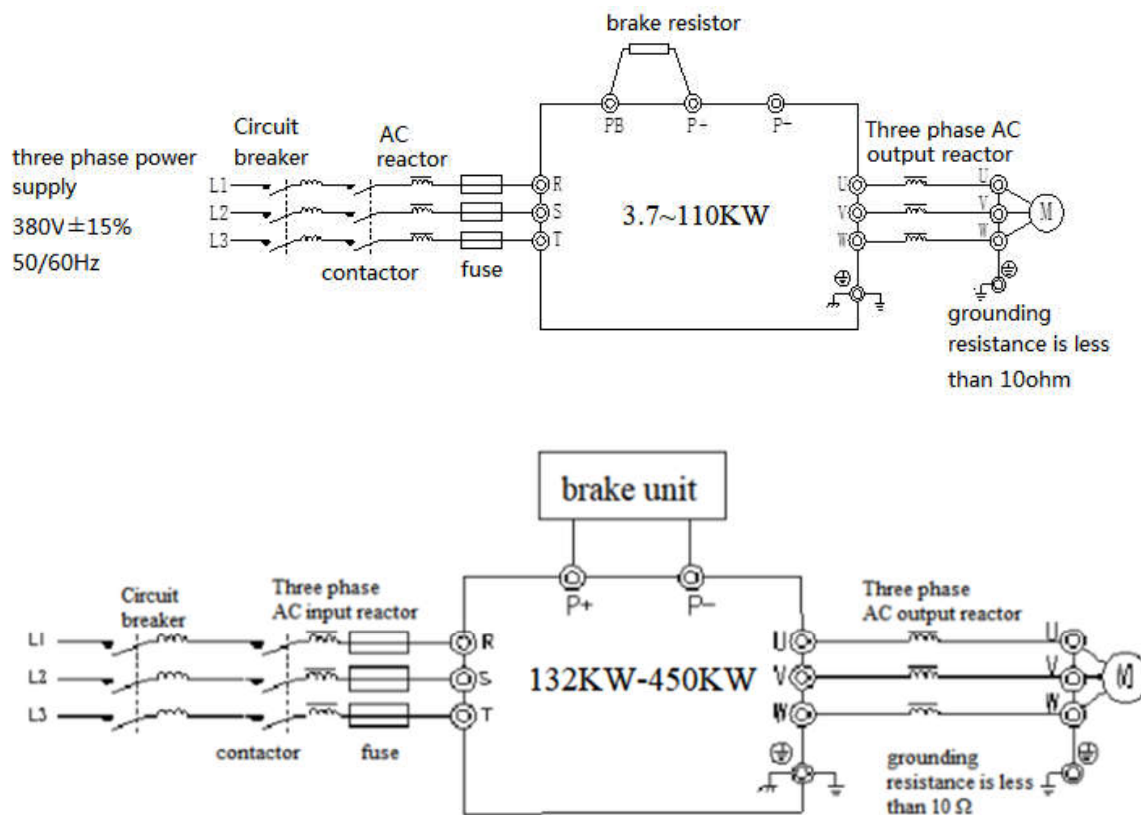 brake resistor
PB
P+
P-
Circuit
breaker
AC
reactor
Three phase AC
output reactor
three phase power
supply
380V±15%
50/60Hz
L1
L2
L3
R
S
T
3.7~110KW
U
V
W
U
V
W
M
contactor
fuse
grounding
resistance is less
than 10ohm
brake unit
P+
P-
Circuit
breaker
Three phase
AC input reactor
Three phase
AC output reactor
L1
L2
L3
R
S
T
132KW-450KW
U
V
W
U
V
W
M
contactor
fuse
grounding
resistance is less
than 10 Ω